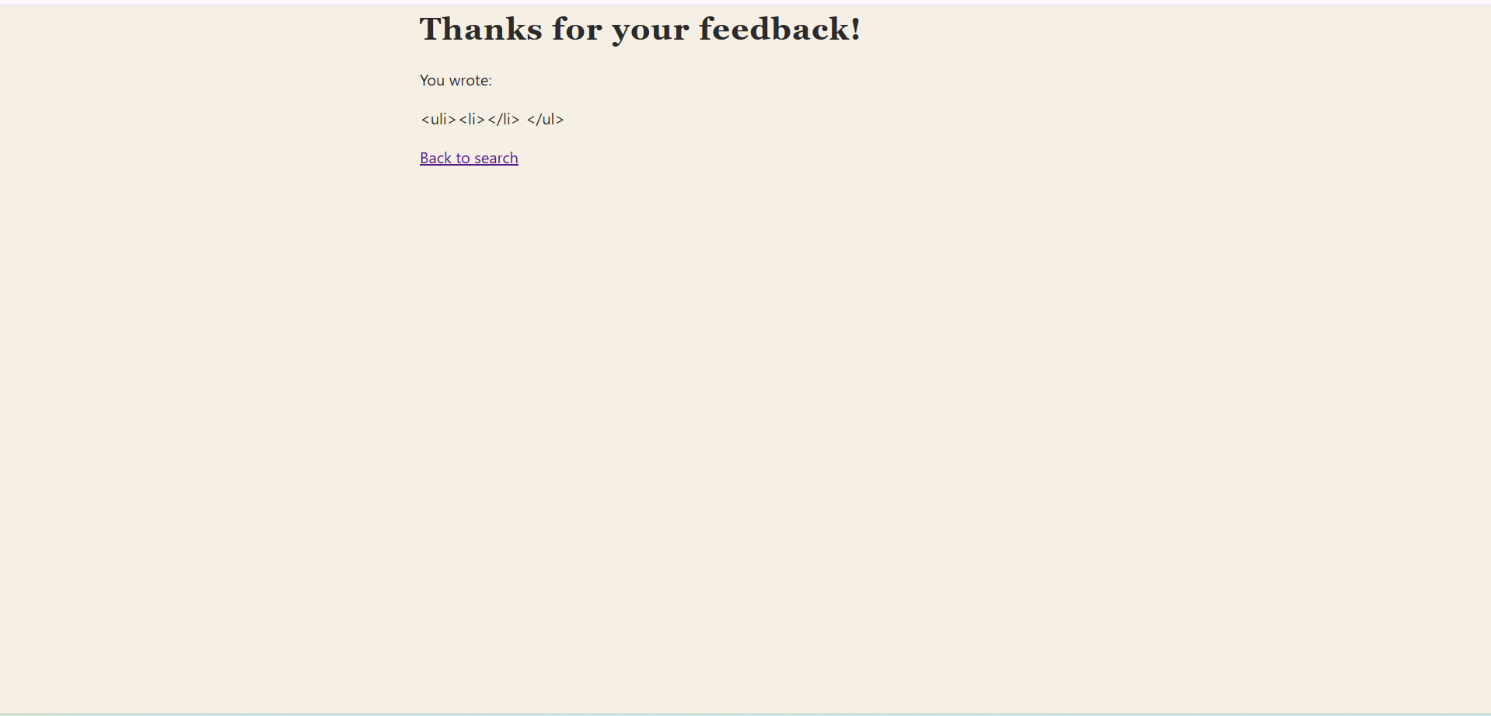 Thanks for your feedback!
You wrote:
<uli><li></li> </ul>
Back to search